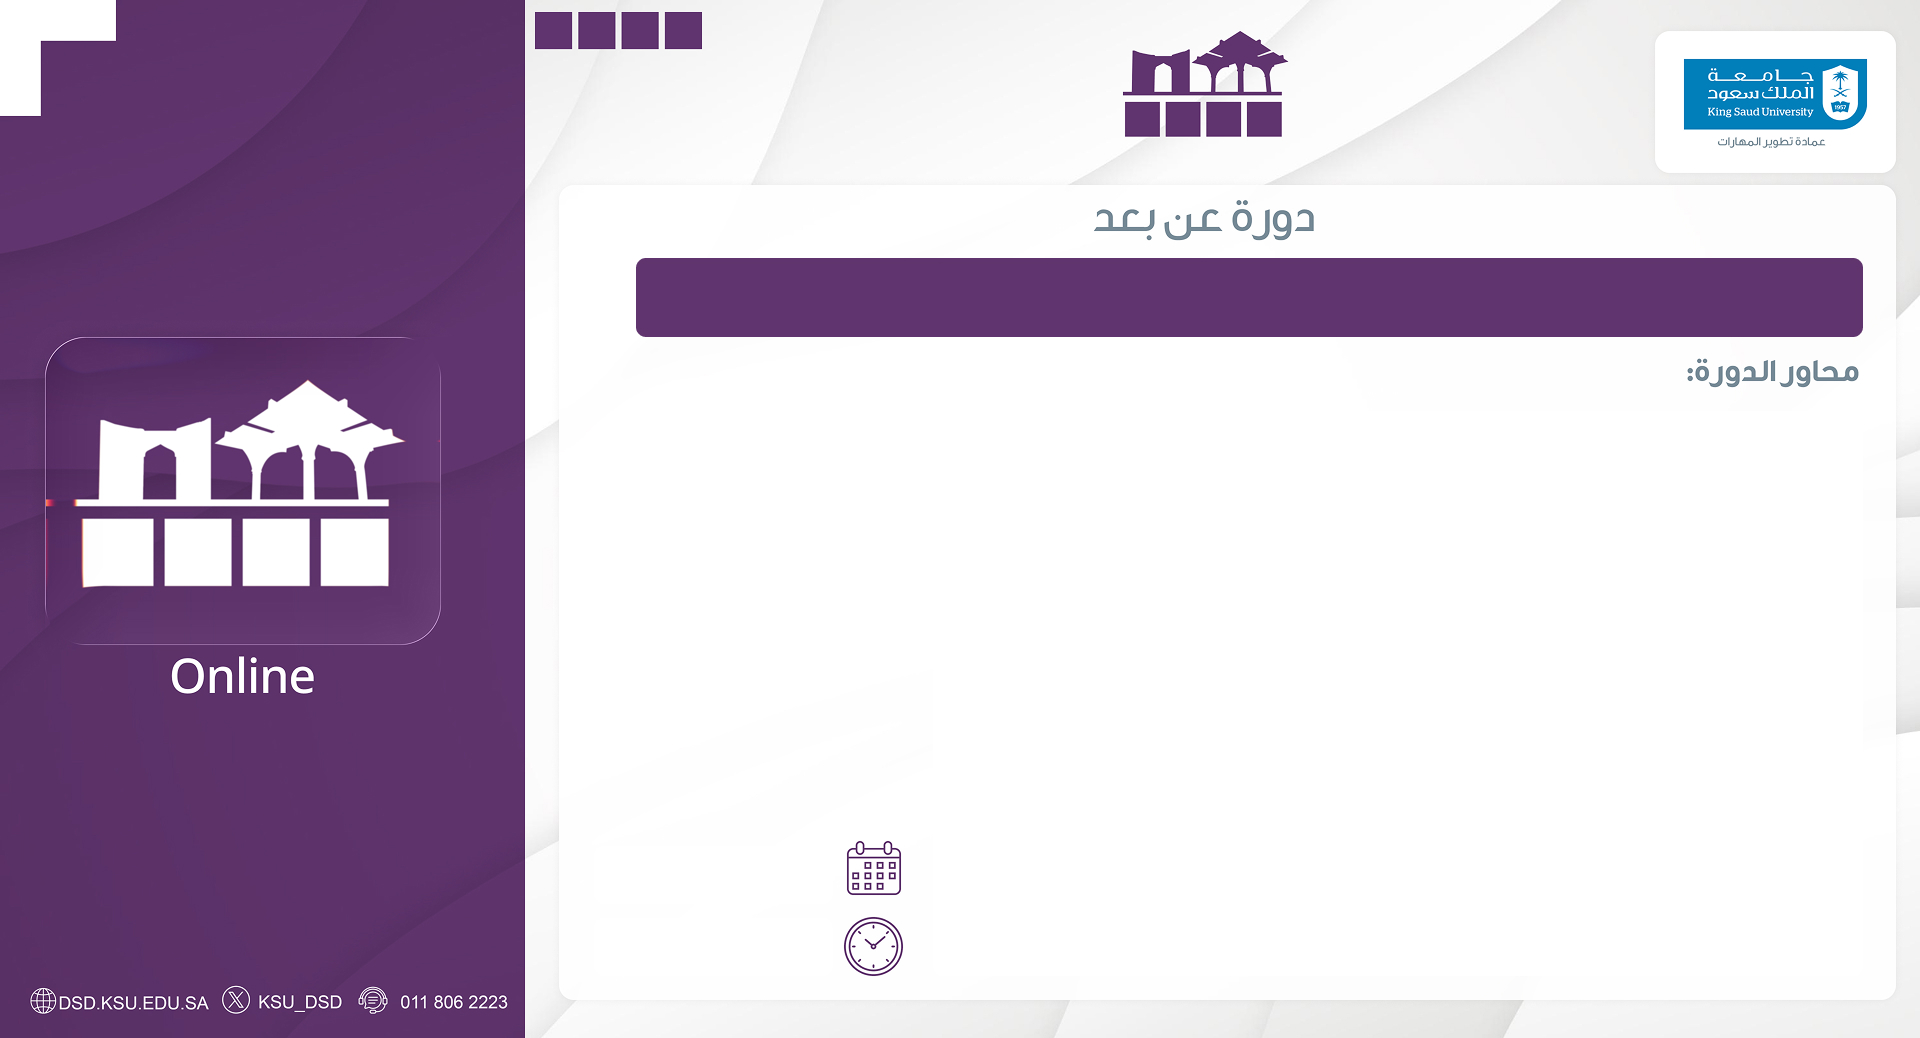 جامعة
الملك سعود
King Saud University
1957
عمادة تطوير المهارات
دورة عن بعد
محاور الدورة:
Online
DSD.KSU.EDU.SA KSU_DSD 011 806 2223